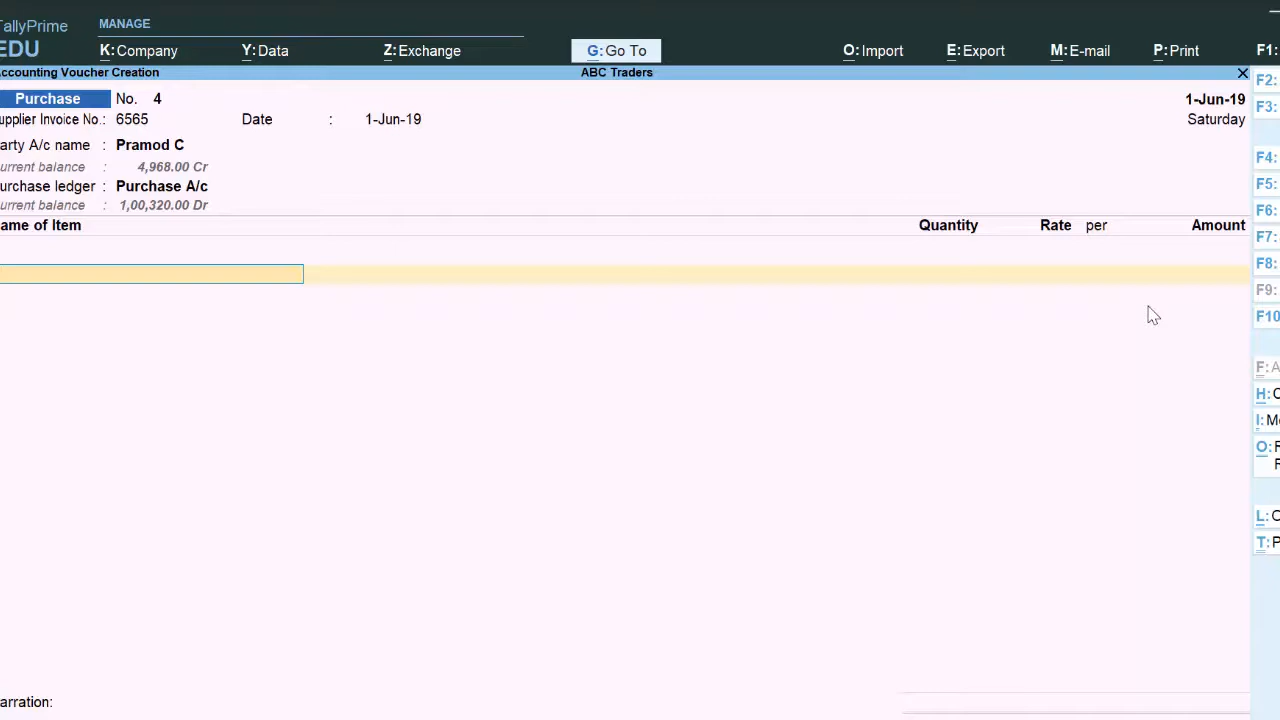 TallyPrime
MANAGE
EDU
K:Company Y:Data Z:Exchange G:Go To O:Import E:Export M:E-mail P:Print F1:
ccounting Voucher Creation ABC Traders
F2:
Purchase No. 4 1-Jun-19
F3:
upplier Invoice No.: 6565 Date : 1-Jun-19 Saturday
arty A/c name : Pramod C
F4:
urrent balance : 4,968.00 Cr
urchase ledger : Purchase A/c
F5:
urrent balance : 1,00,320.00 Dr
F6:
ame of Item Quantity Rate per Amount
F7:
F8:
F9:
F10
F: A
H: C
I: Mo
O: R
R
L: C
T: P
arration: